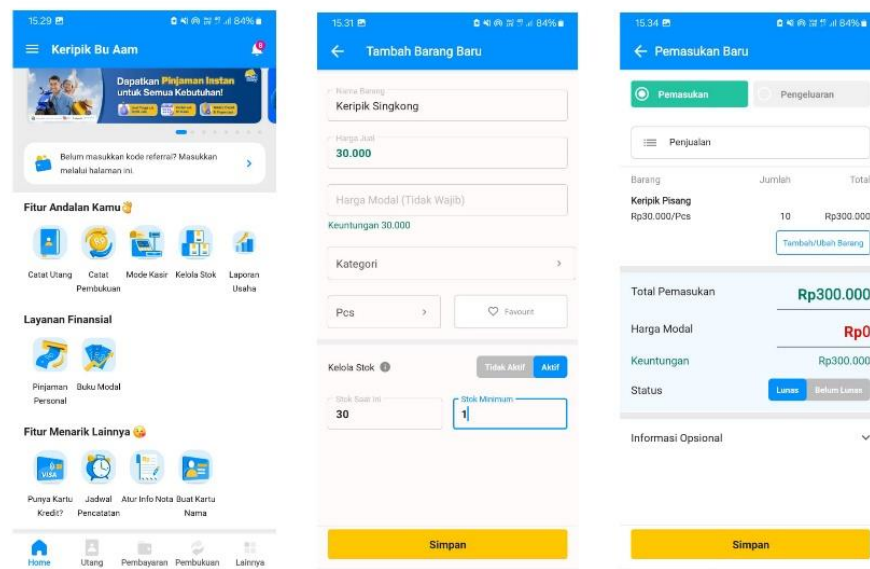 15.29
84%
Keripik Bu Aam
8
Dapatkan Pinjaman Instan
untuk Semua Kebutuhan!
Belum masukkan kode referral? Masukkan
melalui halaman ini.
Fitur Andalan Kamu
Catat Utang
Catat
Pembukuan
Mode Kasir
Kelola Stok
Laporan
Usaha
Layanan Finansial
Pinjaman
Personal
Buku Modal
Fitur Menarik Lainnya
VISA
Punya Kartu
Kredit?
Jadwal
Pencatatan
Atur Info Nota
Buat Kartu
Nama
Home
Utang
Pembayaran
Pembukuan
Lainnya
15.31
84%
Tambah Barang Baru
Nama Barang
Keripik Singkong
Harga Jual
30.000
Harga Modal (Tidak Wajib)
Keuntungan 30.000
Kategori
Pcs
Favourit
Kelola Stok
Tidak Aktif
Aktif
Stok Saat Ini
30
Stok Minimum
1
Simpan
15.34
84%
Pemasukan Baru
Pemasukan
Pengeluaran
Penjualan
Barang Jumlah Total
Keripik Pisang
Rp30.000/Pcs 10 Rp300.000
Tambah/Ubah Barang
Total Pemasukan Rp300.000
Harga Modal Rp0
Keuntungan Rp300.000
Status Lunas Belum Lunas
Informasi Opsional
Simpan